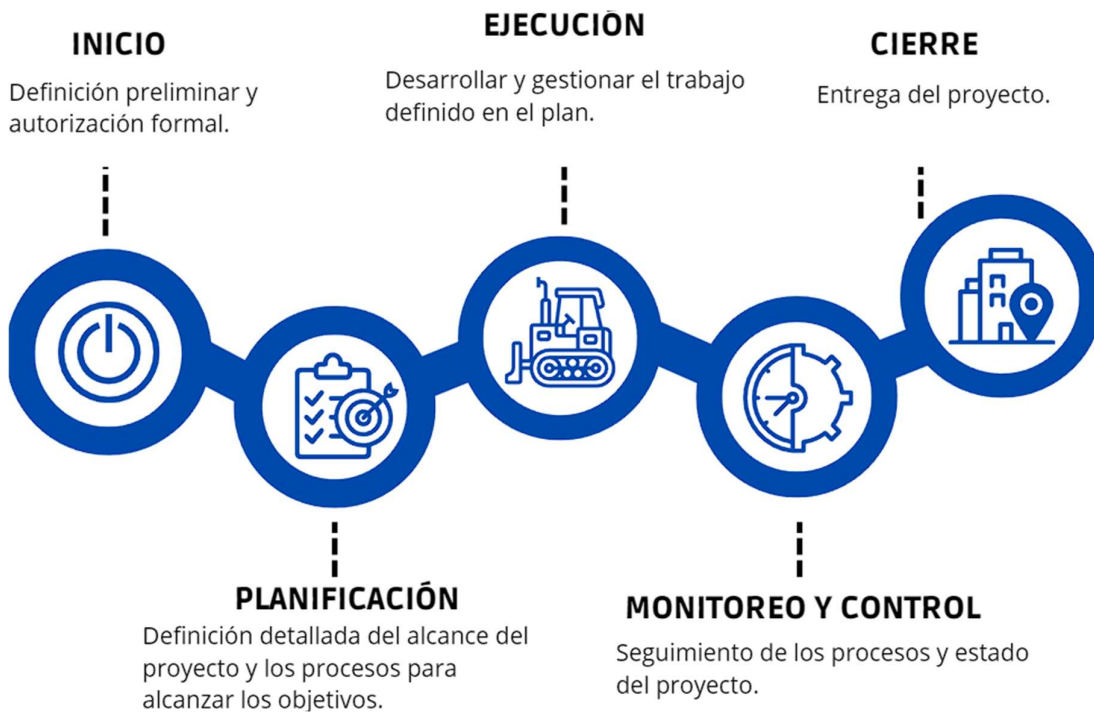 INICIO
Definición preliminar y
autorización formal.
PLANIFICACIÓN
Definición detallada del alcance del
proyecto y los procesos para
alcanzar los objetivos.
EJECUCIÓN
Desarrollar y gestionar el trabajo
definido en el plan.
MONITOREO Y CONTROL
Seguimiento de los procesos y estado
del proyecto.
CIERRE
Entrega del proyecto.